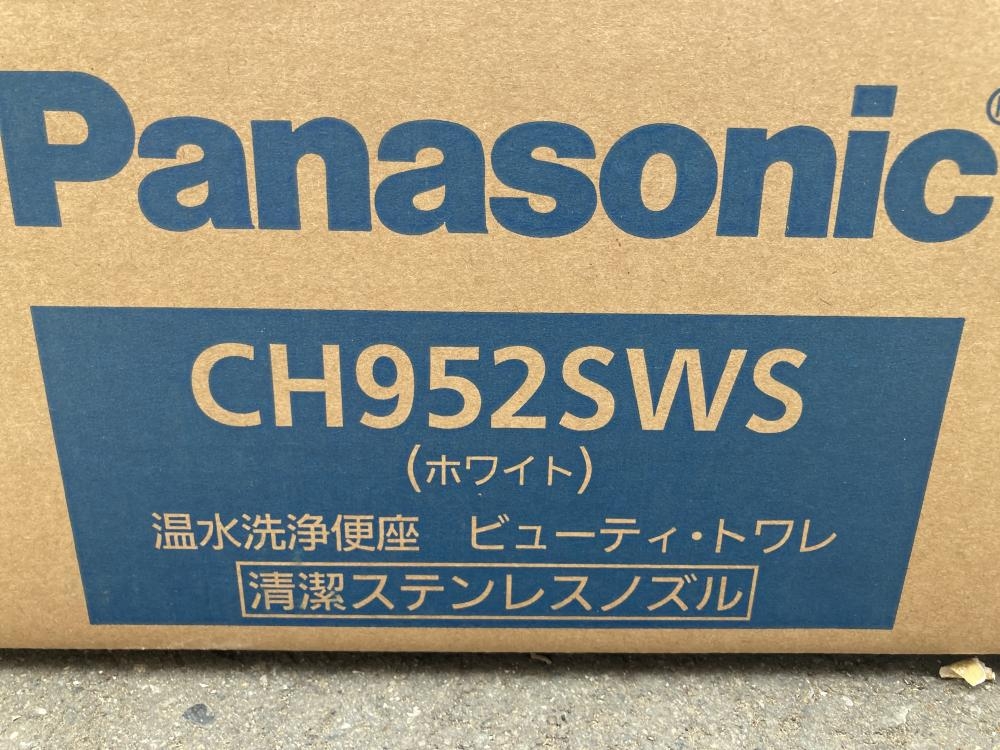 Panasonic
CH952SWS
(ホワイト)
温水洗浄便座　ビューティ・トワレ
清潔ステンレスノズル